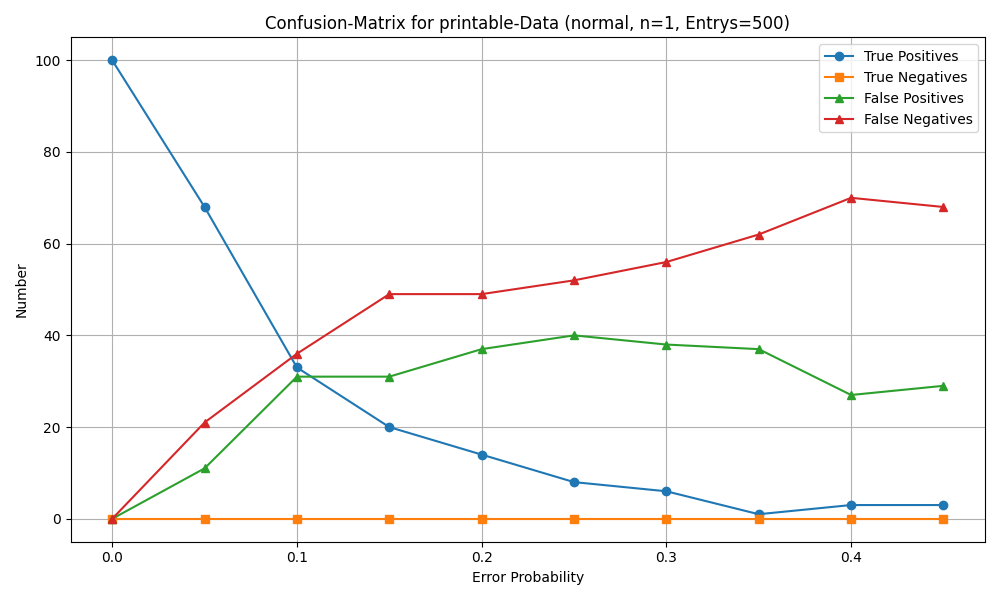 Confusion-Matrix for printable-Data (normal, n=1, Entrys=500)
True Positives
True Negatives
False Positives
False Negatives
100
80
60
40
20
0
Number
0.0 0.1 0.2 0.3 0.4
Error Probability